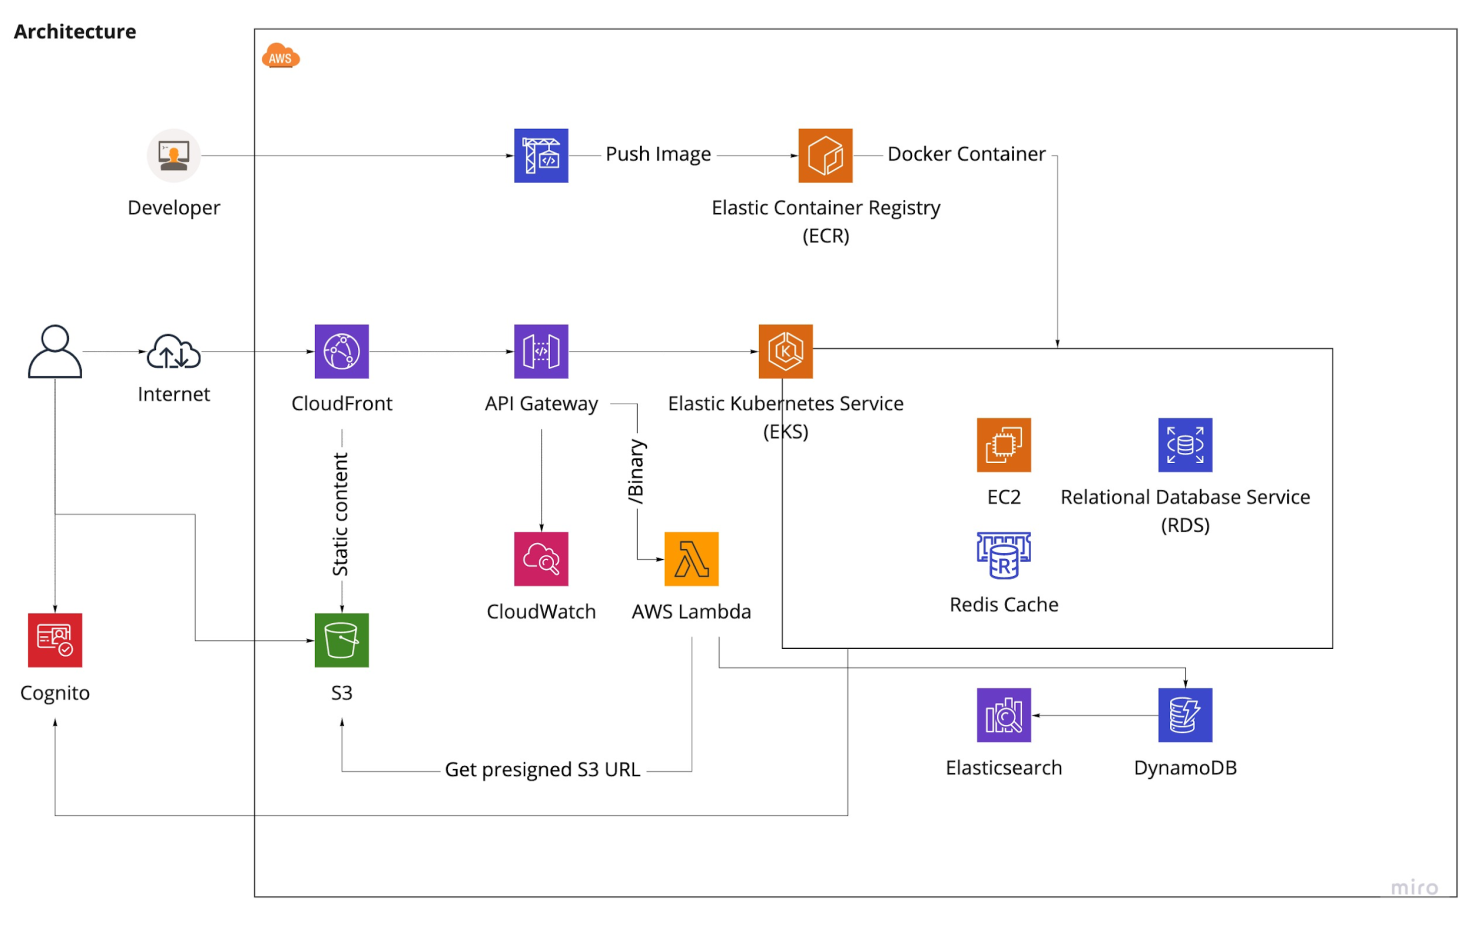 Architecture
AWS
Push Image
Docker Container
Developer
Elastic Container Registry
(ECR)
Internet
CloudFront
API Gateway
Elastic Kubernetes Service
(EKS)
K
Static content
/Binary
EC2
Relational Database Service
(RDS)
R
Redis Cache
CloudWatch
AWS Lambda
Cognito
S3
Get presigned S3 URL
Elasticsearch
DynamoDB
miro